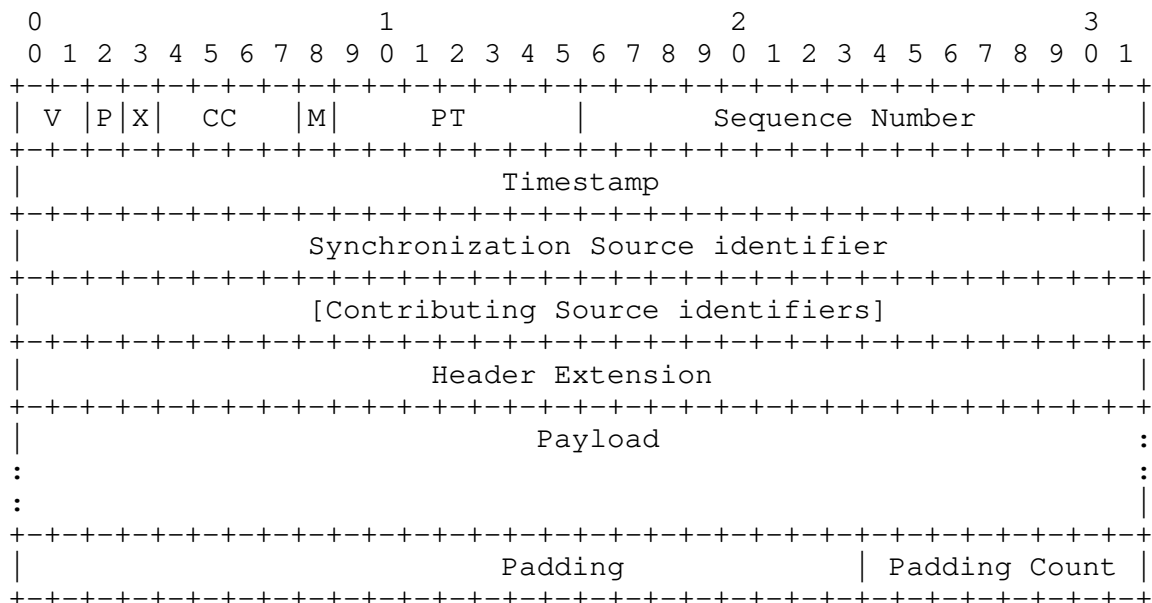 0                   1                   2                   3
 0 1 2 3 4 5 6 7 8 9 0 1 2 3 4 5 6 7 8 9 0 1 2 3 4 5 6 7 8 9 0 1
+-+-+-+-+-+-+-+-+-+-+-+-+-+-+-+-+-+-+-+-+-+-+-+-+-+-+-+-+-+-+-+-+
| V |P|X|  CC   |M|     PT      |       Sequence Number         |
+-+-+-+-+-+-+-+-+-+-+-+-+-+-+-+-+-+-+-+-+-+-+-+-+-+-+-+-+-+-+-+-+
|                           Timestamp                           |
+-+-+-+-+-+-+-+-+-+-+-+-+-+-+-+-+-+-+-+-+-+-+-+-+-+-+-+-+-+-+-+-+
|                Synchronization Source identifier              |
+-+-+-+-+-+-+-+-+-+-+-+-+-+-+-+-+-+-+-+-+-+-+-+-+-+-+-+-+-+-+-+-+
|                [Contributing Source identifiers]              |
+-+-+-+-+-+-+-+-+-+-+-+-+-+-+-+-+-+-+-+-+-+-+-+-+-+-+-+-+-+-+-+-+
|                       Header Extension                        |
+-+-+-+-+-+-+-+-+-+-+-+-+-+-+-+-+-+-+-+-+-+-+-+-+-+-+-+-+-+-+-+-+
|                             Payload                           :
:                                                               :
:                                                               |
+-+-+-+-+-+-+-+-+-+-+-+-+-+-+-+-+-+-+-+-+-+-+-+-+-+-+-+-+-+-+-+-+
|                           Padding             | Padding Count |
+-+-+-+-+-+-+-+-+-+-+-+-+-+-+-+-+-+-+-+-+-+-+-+-+-+-+-+-+-+-+-+-+